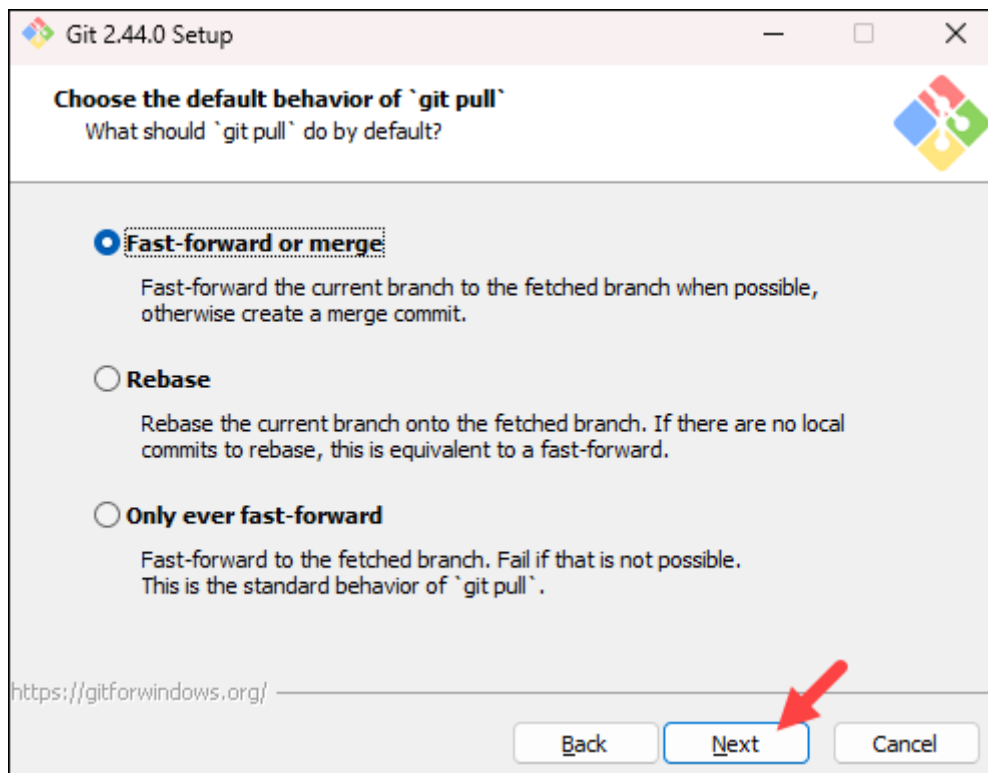 Git 2.44.0 Setup
Choose the default behavior of `git pull`
What should `git pull` do by default?
Fast-forward or merge
Fast-forward the current branch to the fetched branch when possible,
otherwise create a merge commit.
Rebase
Rebase the current branch onto the fetched branch. If there are no local
commits to rebase, this is equivalent to a fast-forward.
Only ever fast-forward
Fast-forward to the fetched branch. Fail if that is not possible.
This is the standard behavior of `git pull`.
https://gitforwindows.org/
Back Next Cancel